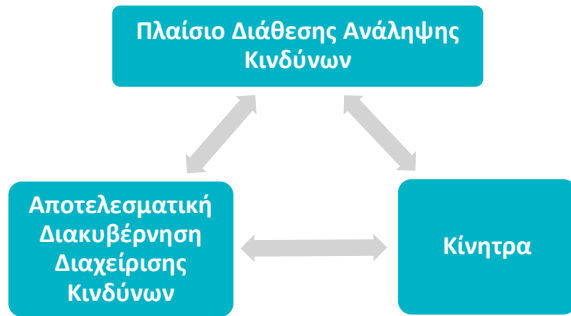 Πλαίσιο Διάθεσης Ανάληψης
Κινδύνων
Αποτελεσματική
Διακυβέρνηση
Διαχείρισης
Κινδύνων
Κίνητρα